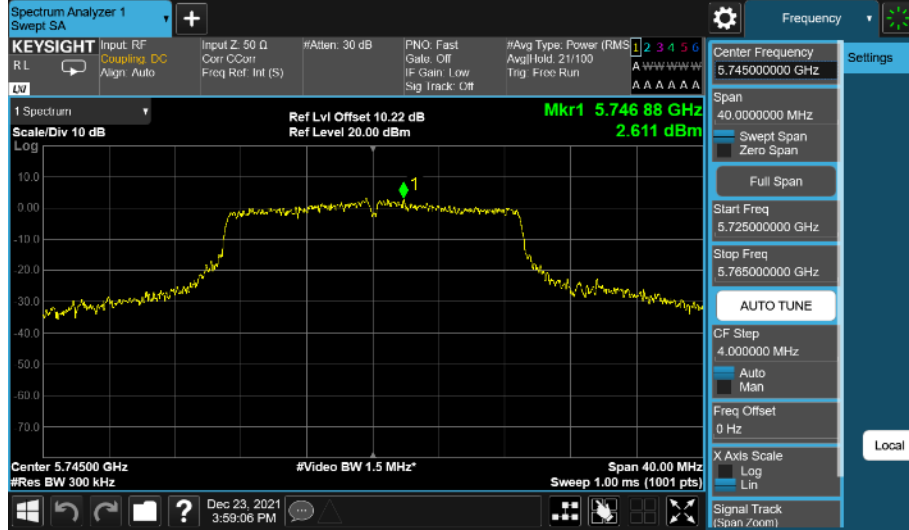 Spectrum Analyzer 1
Swept SA
Frequency
KEYSIGHT
RL
LXI
Input: RF
Coupling: DC
Align: Auto
Input Z: 50 Ω
Corr CCorr
Freq Ref: Int (S)
#Atten: 30 dB
PNO: Fast
Gate: Off
IF Gain: Low
Sig Track: Off
#Avg Type: Power (RMS
Avg|Hold: 21/100
Trig: Free Run
1 2 3 4 5 6
A W W W W W
A A A A A A
1 Spectrum
Scale/Div 10 dB
Log
Ref Lvl Offset 10.22 dB
Ref Level 20.00 dBm
Mkr1 5.746 88 GHz
2.611 dBm
1
10.0
0.00
-10.0
-20.0
-30.0
-40.0
50.0
-60.0
70.0
Center 5.74500 GHz
#Res BW 300 kHz
#Video BW 1.5 MHz*
Span 40.00 MHz
Sweep 1.00 ms (1001 pts)
?
Dec 23, 2021
3:59:06 PM
Center Frequency
5.745000000 GHz
Span
40.0000000 MHz
Swept Span
Zero Span
Full Span
Start Freq
5.725000000 GHz
Stop Freq
5.765000000 GHz
AUTO TUNE
CF Step
4.000000 MHz
Auto
Man
Freq Offset
0 Hz
X Axis Scale
Log
Lin
Signal Track
(Span Zoom)
Settings
Local